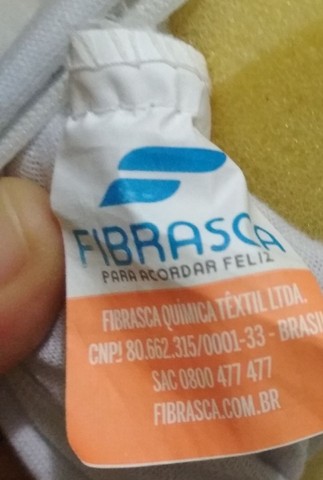 FIBRASCA
PARA ACORDAR FELIZ
FIBRASCA QUÍMICA TÊXTIL LTDA.
CNPJ 80.662.315/0001-33 - BRASIL
SAC 0800 477 477
FIBRASCA.COM.BR